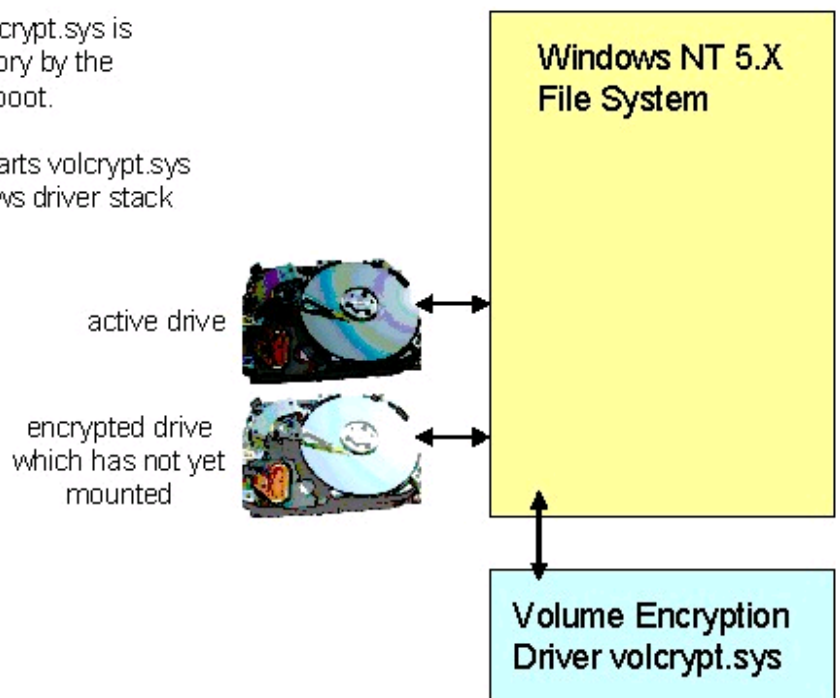 crypt.sys is
ory by the
boot.
arts volcrypt.sys
ws driver stack
Windows NT 5.X
File System
active drive
encrypted drive
which has not yet
mounted
Volume Encryption
Driver volcrypt.sys